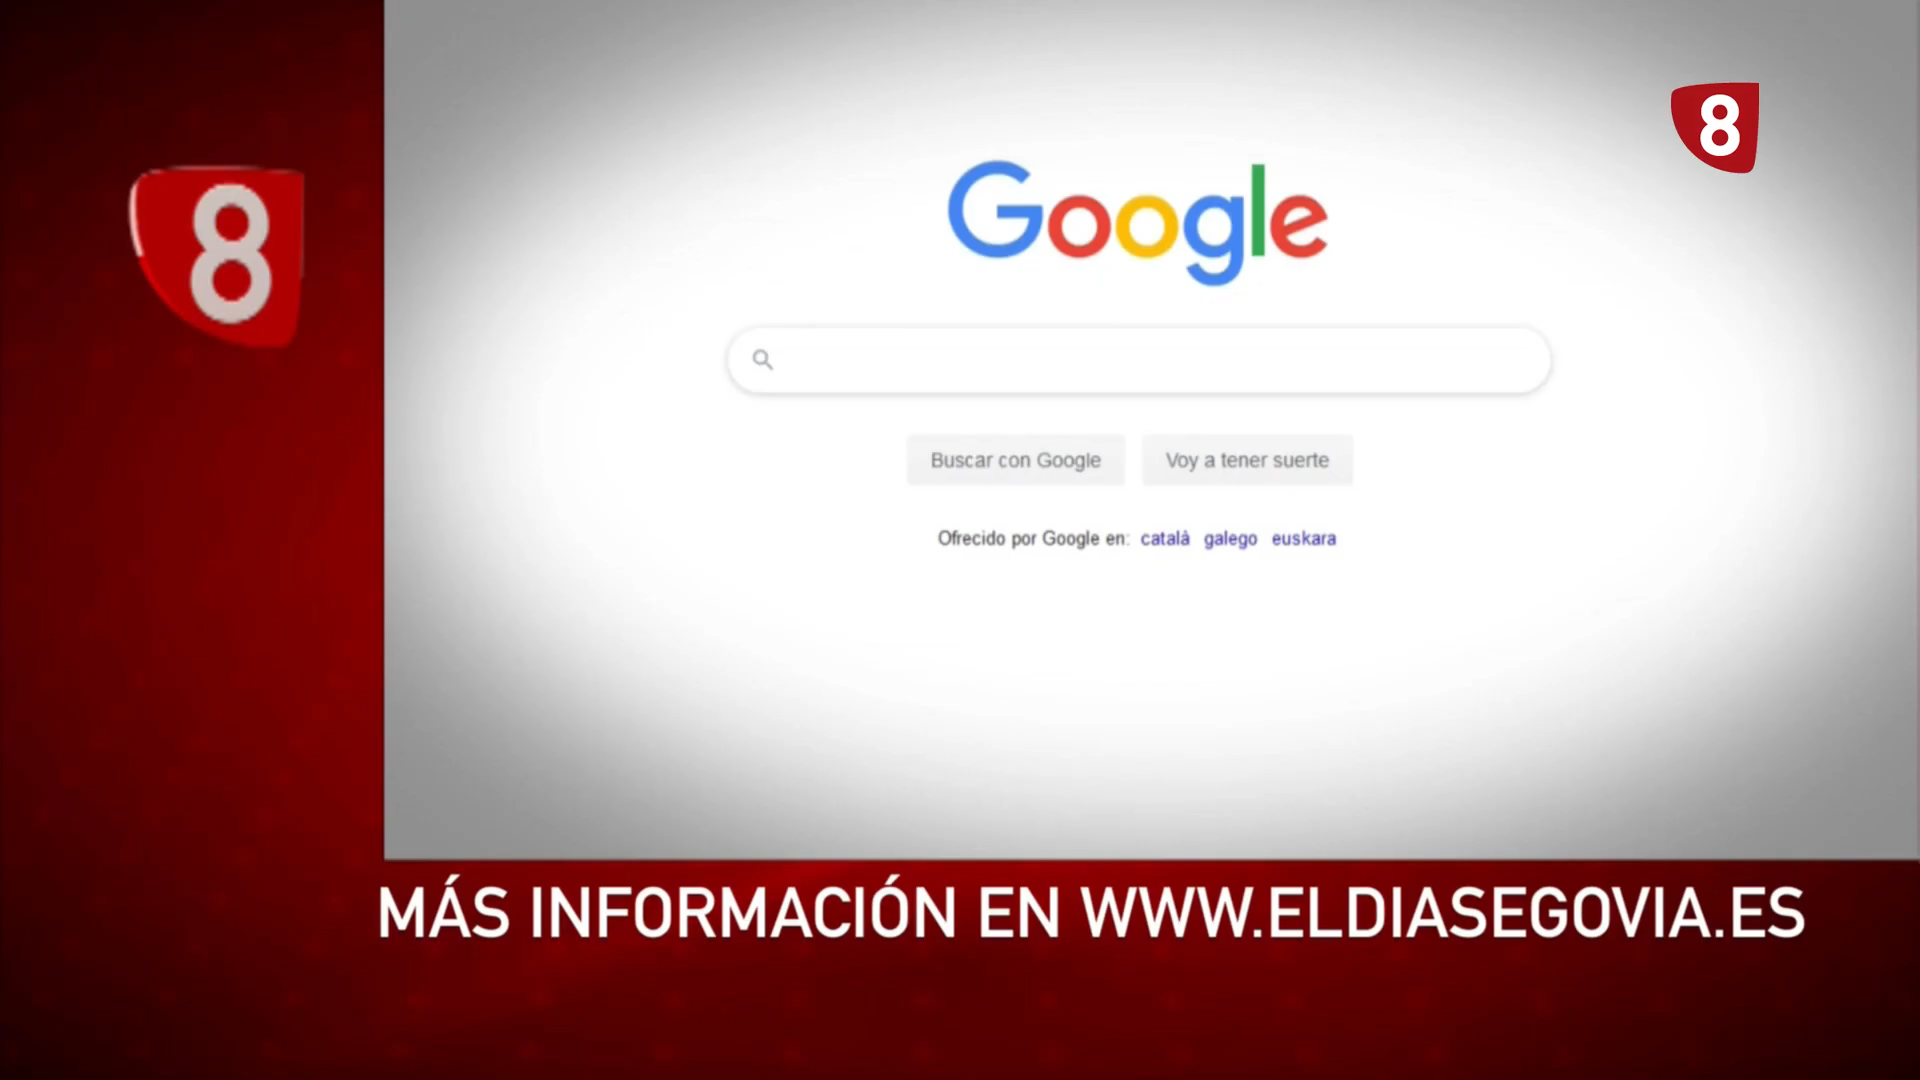 8
8
Google
Buscar con Google
Voy a tener suerte
Ofrecido por Google en: català galego euskara
MÁS INFORMACIÓN EN WWW.ELDIASEGOVIA.ES